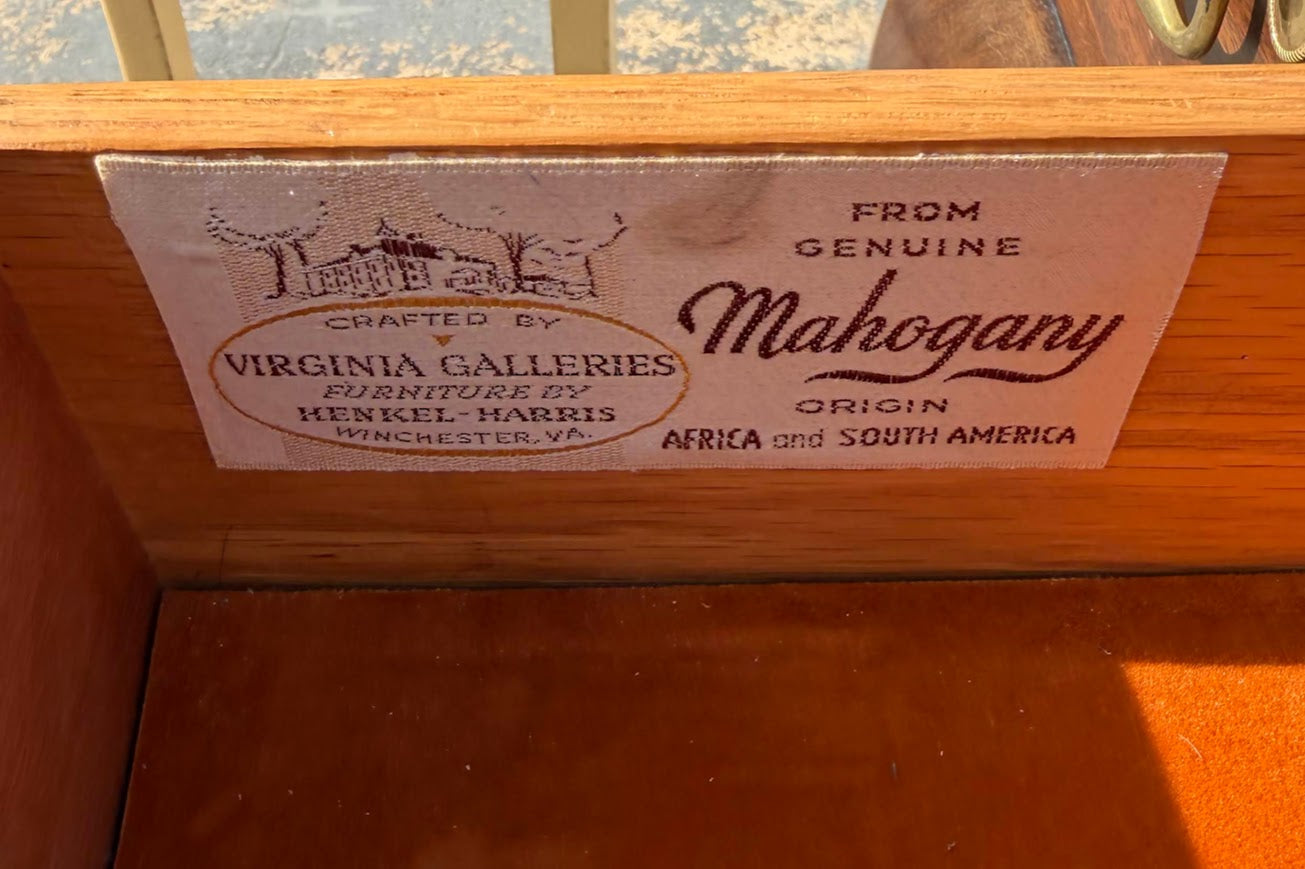 CRAFTED BY
VIRGINIA GALLERIES
FURNITURE BY
HENKEL-HARRIS
WINCHESTER, VA.
FROM
GENUINE
Mahogany
ORIGIN
AFRICA and SOUTH AMERICA